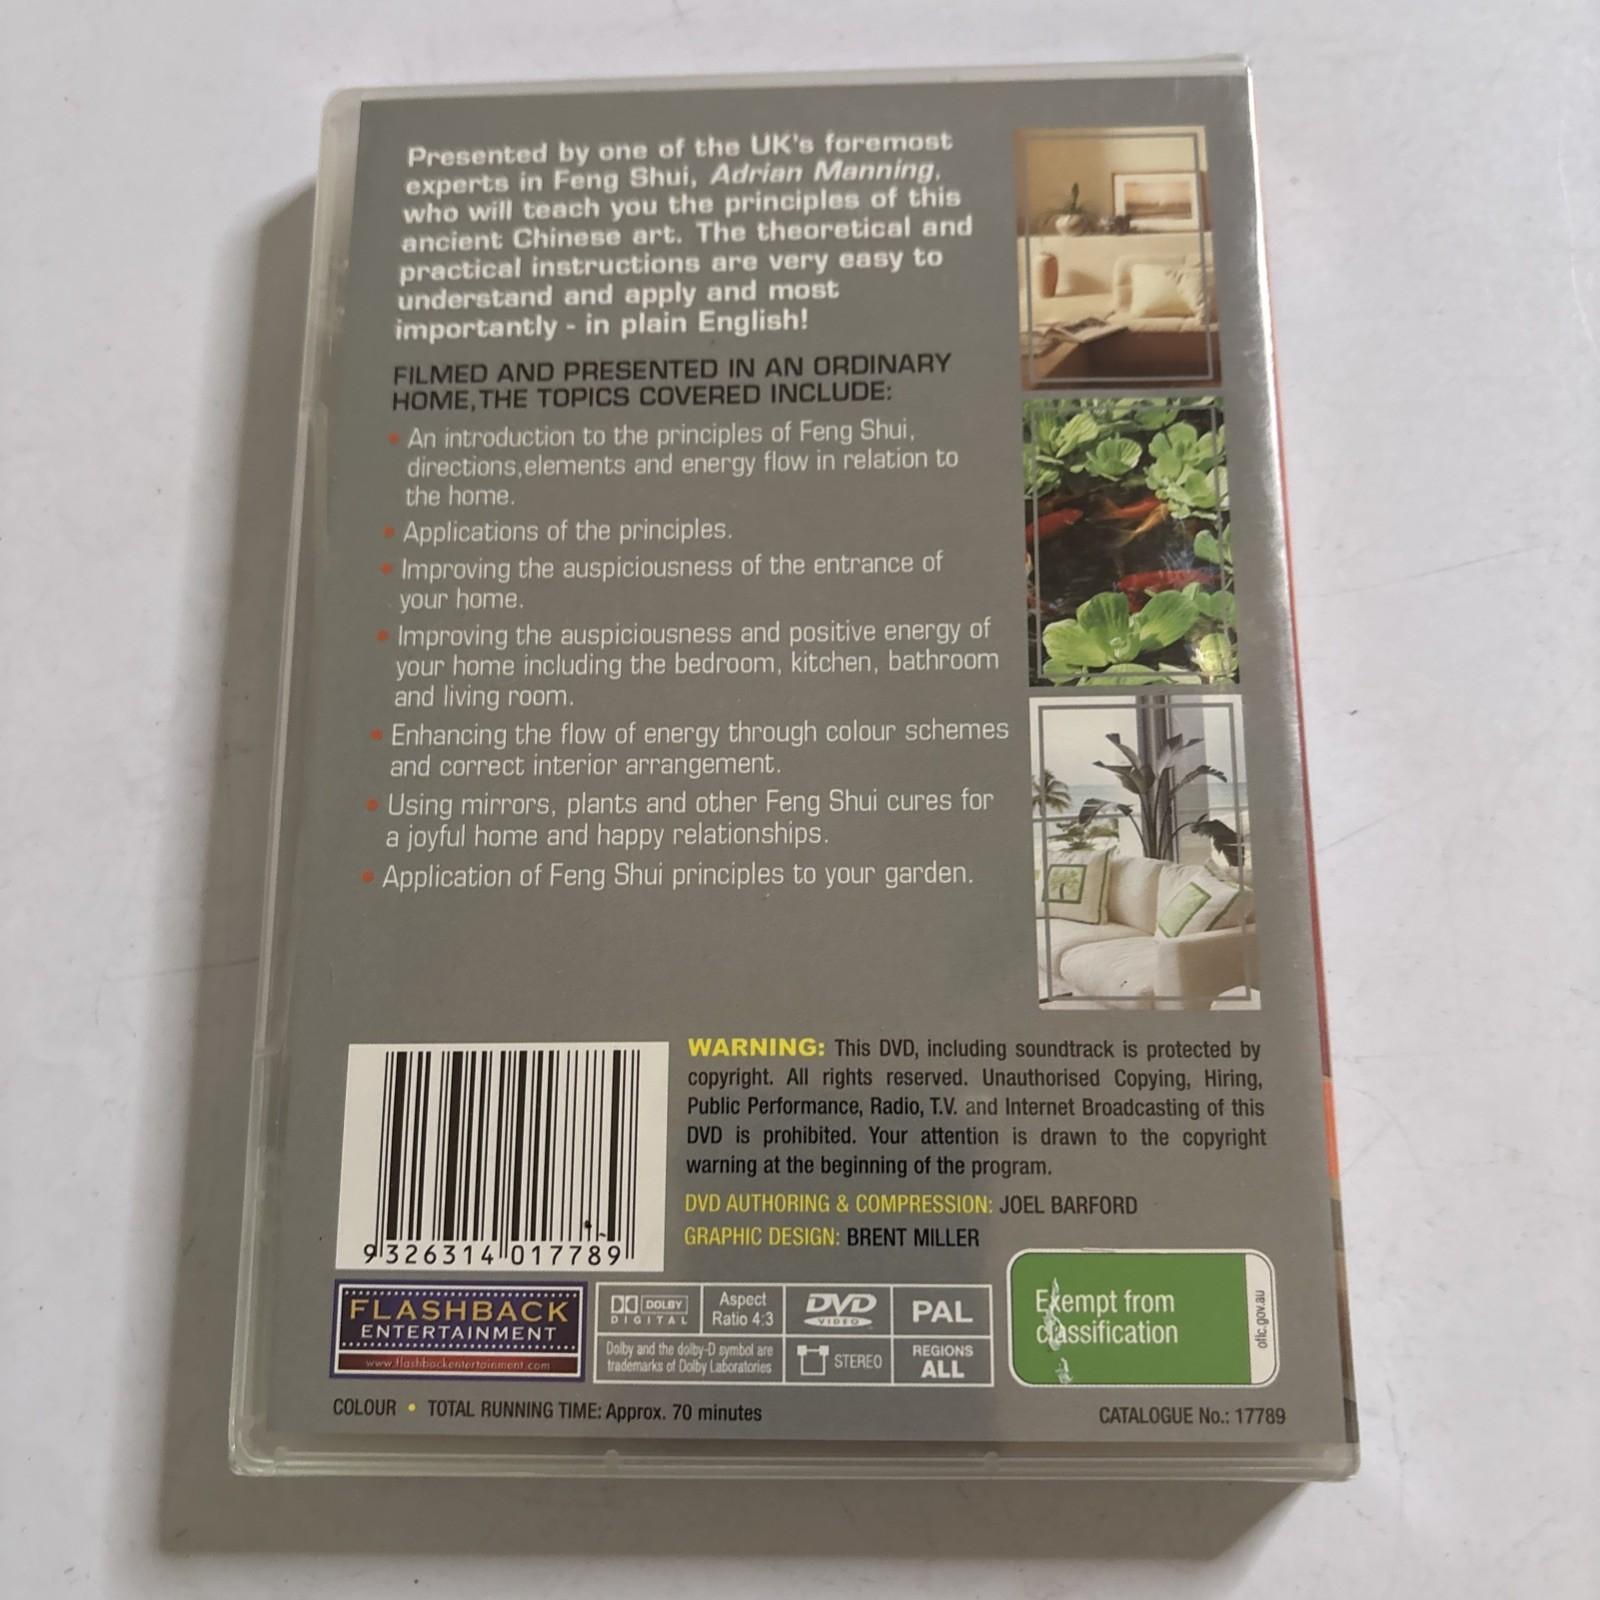 Presented by one of the UK's foremost
experts in Feng Shui, Adrian Manning,
who will teach you the principles of this
ancient Chinese art. The theoretical and
practical instructions are very easy to
understand and apply and most
importantly - in plain English!
FILMED AND PRESENTED IN AN ORDINARY
HOME,THE TOPICS COVERED INCLUDE:
• An introduction to the principles of Feng Shui,
directions,elements and energy flow in relation to
the home.
• Applications of the principles.
• Improving the auspiciousness of the entrance of
your home.
• Improving the auspiciousness and positive energy of
your home including the bedroom, kitchen, bathroom
and living room.
• Enhancing the flow of energy through colour schemes
and correct interior arrangement.
• Using mirrors, plants and other Feng Shui cures for
a joyful home and happy relationships.
• Application of Feng Shui principles to your garden.
WARNING: This DVD, including soundtrack is protected by
copyright. All rights reserved. Unauthorised Copying, Hiring,
Public Performance, Radio, T.V. and Internet Broadcasting of this
DVD is prohibited. Your attention is drawn to the copyright
warning at the beginning of the program.
DVD AUTHORING & COMPRESSION: JOEL BARFORD
GRAPHIC DESIGN: BRENT MILLER
9326314017789
FLASHBACK
ENTERTAINMENT
www.flashbackentertainment.com
DOLBY
DIGITAL
Aspect
Ratio 4:3
DVD
VIDEO
PAL
Dolby and the dolby-D symbol are
trademarks of Dolby Laboratories
STEREO
REGIONS
ALL
Exempt from
classification
oflc.gov.au
COLOUR • TOTAL RUNNING TIME: Approx. 70 minutes
CATALOGUE No.: 17789